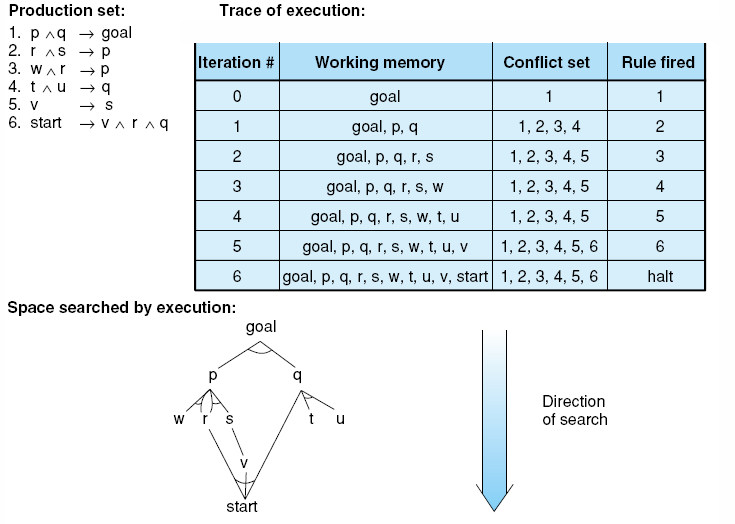 Production set:
1. p ∧ q → goal
2. r ∧ s → p
3. w ∧ r → p
4. t ∧ u → q
5. v → s
6. start → v ∧ r ∧ q
Trace of execution:
Iteration # Working memory Conflict set Rule fired
0 goal 1 1
1 goal, p, q 1, 2, 3, 4 2
2 goal, p, q, r, s 1, 2, 3, 4, 5 3
3 goal, p, q, r, s, w 1, 2, 3, 4, 5 4
4 goal, p, q, r, s, w, t, u 1, 2, 3, 4, 5 5
5 goal, p, q, r, s, w, t, u, v 1, 2, 3, 4, 5, 6 6
6 goal, p, q, r, s, w, t, u, v, start 1, 2, 3, 4, 5, 6 halt
Space searched by execution:
goal
p q
w r s t u
v
start
Direction
of search